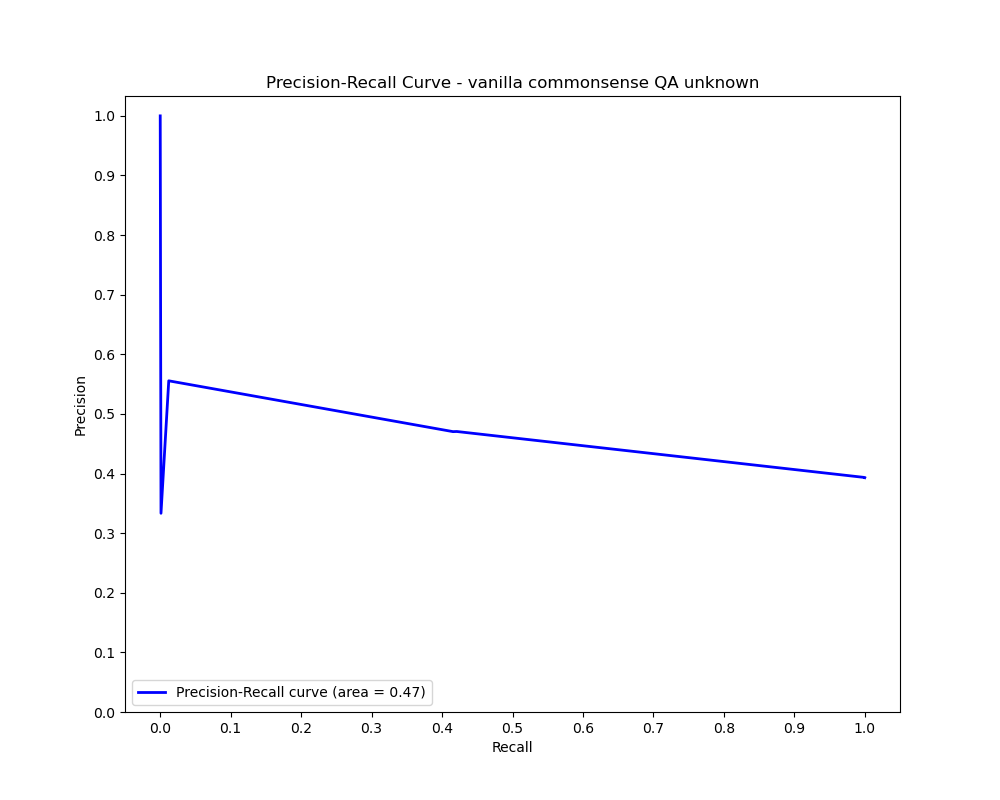 Precision-Recall Curve - vanilla commonsense QA unknown
Precision
1.0
0.9
0.8
0.7
0.6
0.5
0.4
0.3
0.2
0.1
0.0
Precision-Recall curve (area = 0.47)
0.0 0.1 0.2 0.3 0.4 0.5 0.6 0.7 0.8 0.9 1.0
Recall